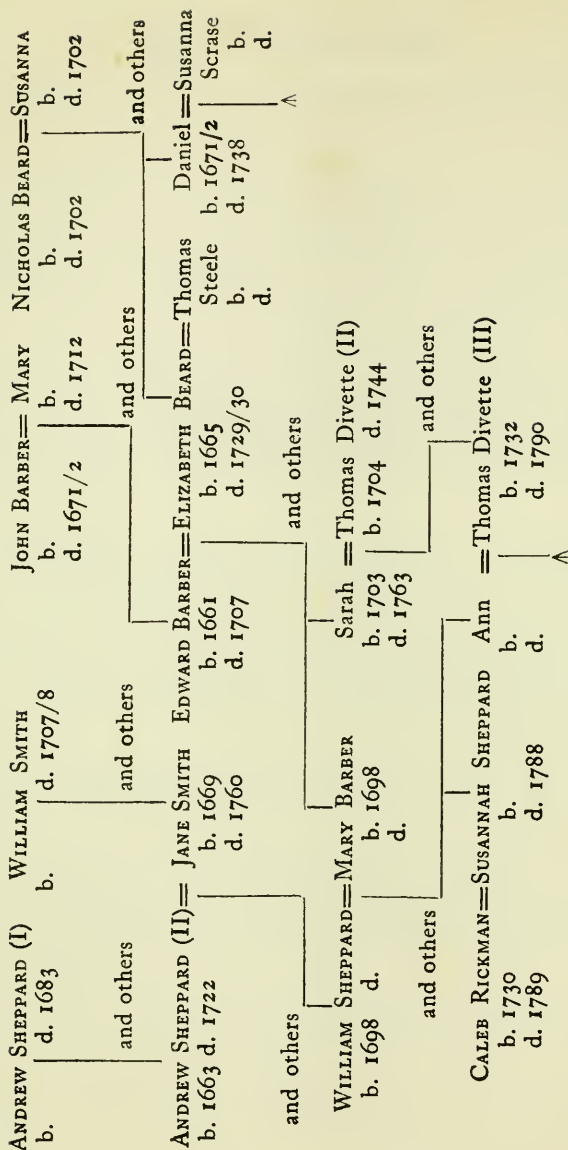 ANDREW SHEPPARD (I)
b. d. 1683
WILLIAM SMITH
b. d. 1707/8
JOHN BARBER = MARY
b. b.
d. 1671/2 d. 1712
NICHOLAS BEARD=SUSANNA
b. b.
d. 1702 d. 1702
and others
and others
and others
and others
ANDREW SHEPPARD (II) = JANE SMITH
b. 1663 d. 1722 b. 1669
d. 1760
EDWARD BARBER=ELIZABETH BEARD=Thomas
Steele
b. 1661 b. 1665 b.
d. 1707 d. 1729/30 d.
Daniel=Susanna
Scrase
b. 1671/2 b.
d. 1738 d.
and others
and others
WILLIAM SHEPPARD=MARY BARBER
b. 1698 d. b. 1698
d.
Sarah =Thomas Divette (II)
b. 1703 b. 1704 d. 1744
d. 1763
and others
and others
CALEB RICKMAN=SUSANNAH SHEPPARD
b. 1730 b.
d. 1789 d. 1788
Ann =Thomas Divette (III)
b. b. 1732
d. d. 1790